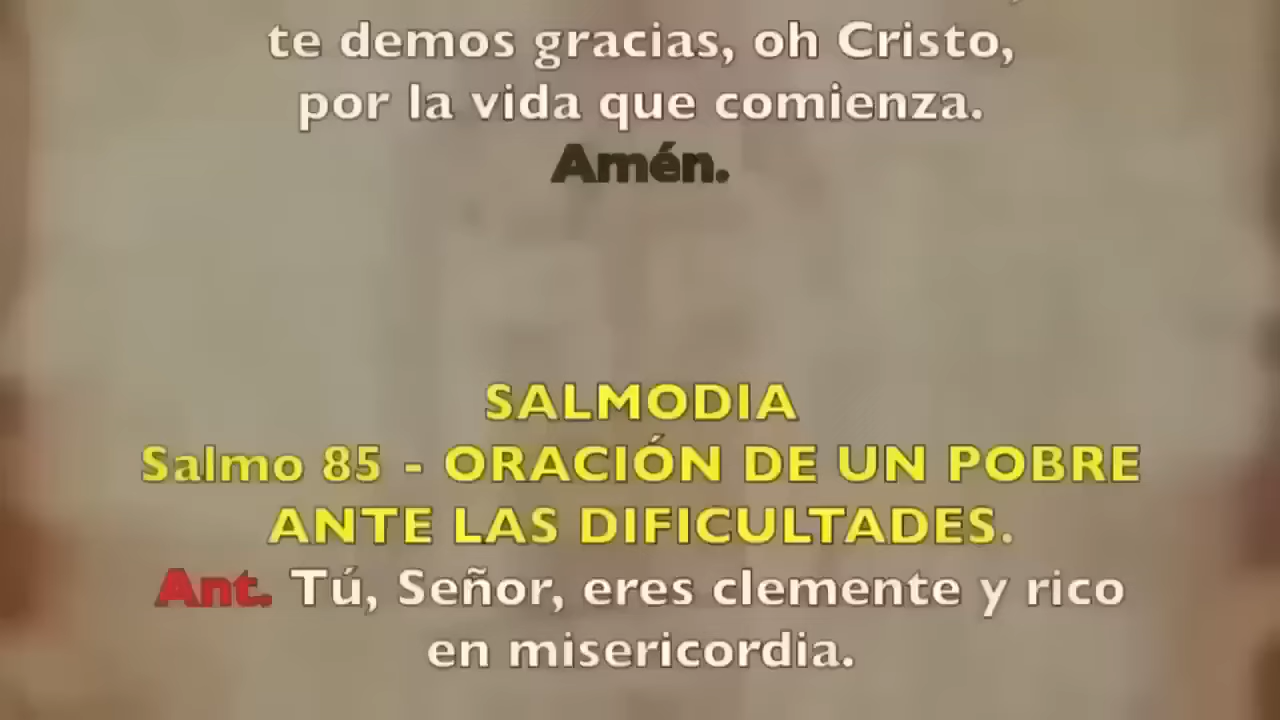 te demos gracias, oh Cristo,
por la vida que comienza.
Amén.
SALMODIA
Salmo 85 - ORACIÓN DE UN POBRE
ANTE LAS DIFICULTADES.
Ant. Tú, Señor, eres clemente y rico
en misericordia.